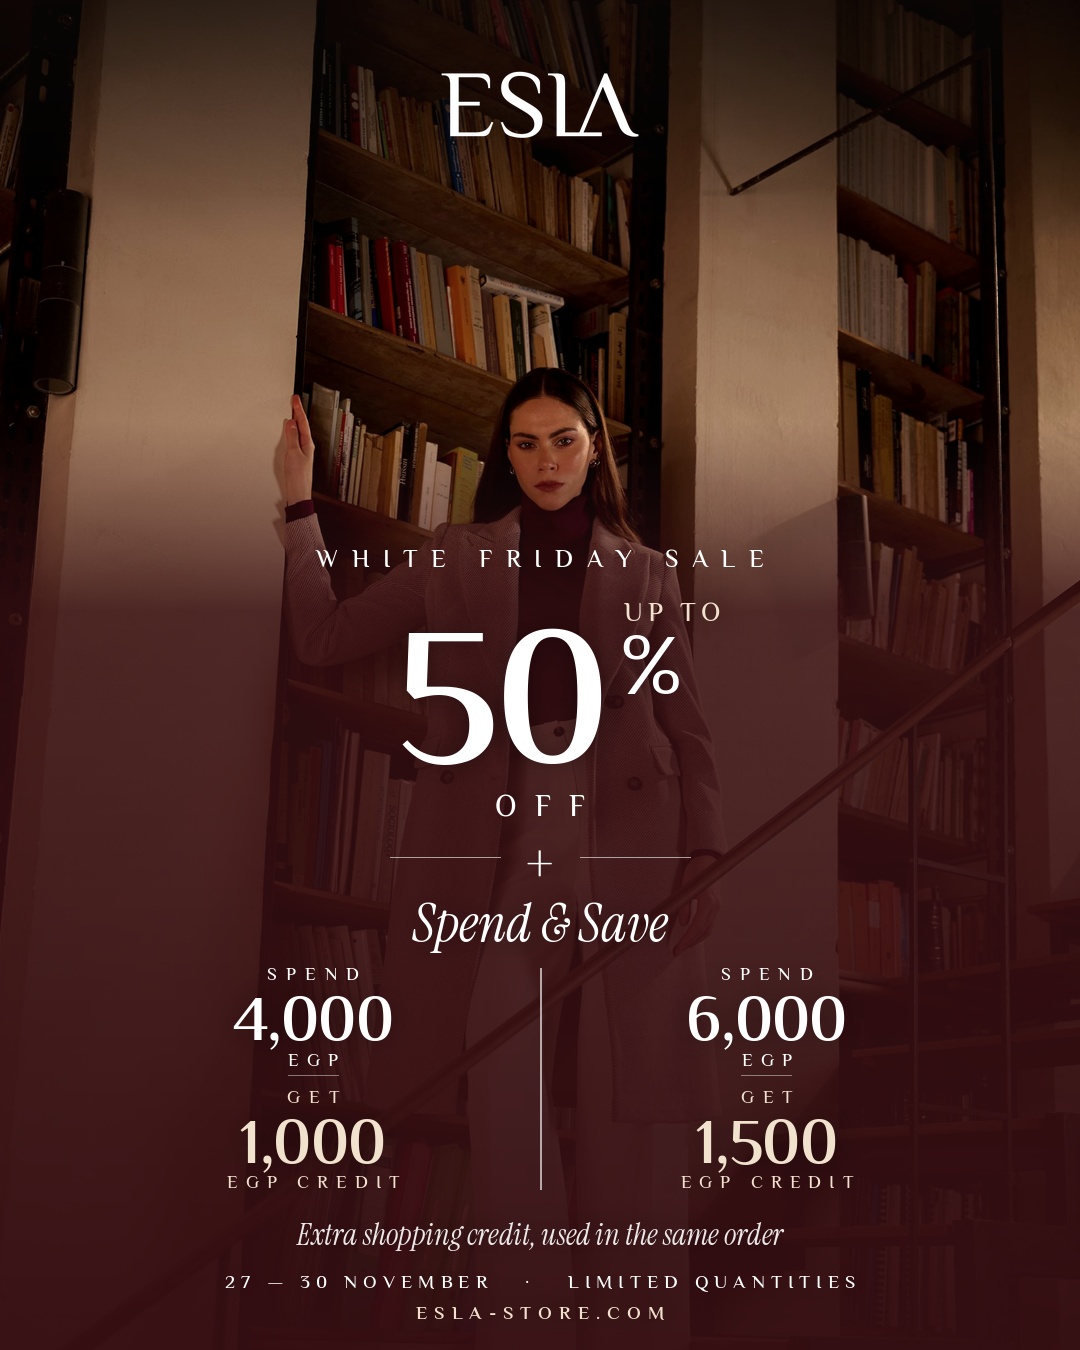 ESLA
WHITE FRIDAY SALE
UP TO
50%
OFF
+
Spend & Save
SPEND
4,000
EGP
GET
1,000
EGP CREDIT
SPEND
6,000
EGP
GET
1,500
EGP CREDIT
Extra shopping credit, used in the same order
27 — 30 NOVEMBER · LIMITED QUANTITIES
ESLA-STORE.COM